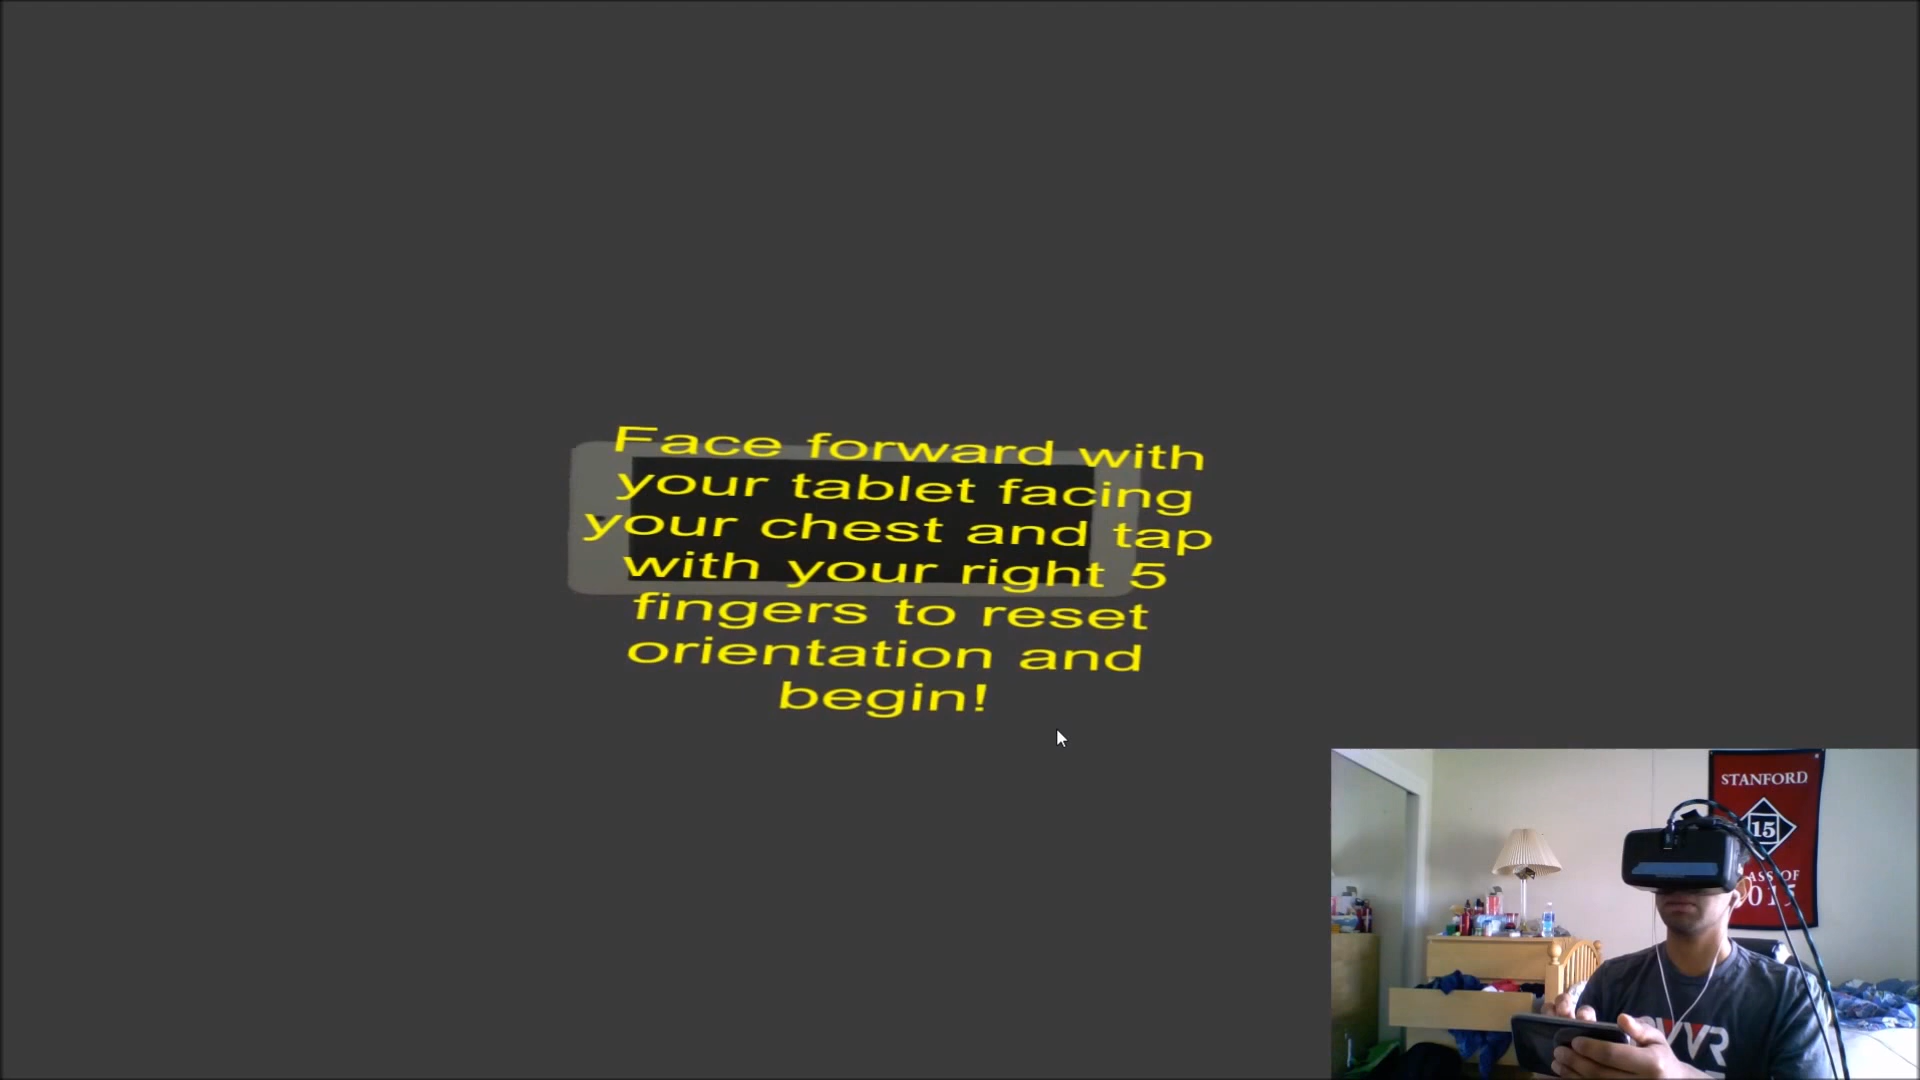 Face forward with
your tablet facing
your chest and tap
with your right 5
fingers to reset
orientation and
begin!
STANFORD
15